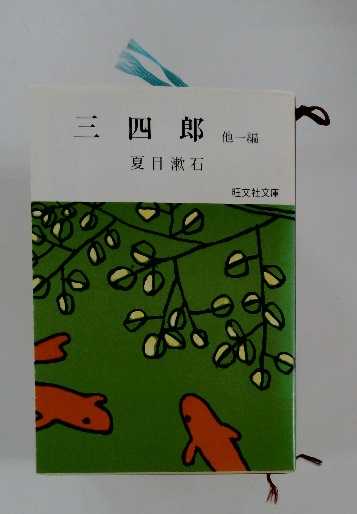 三四郎 他一編
夏目漱石
旺文社文庫